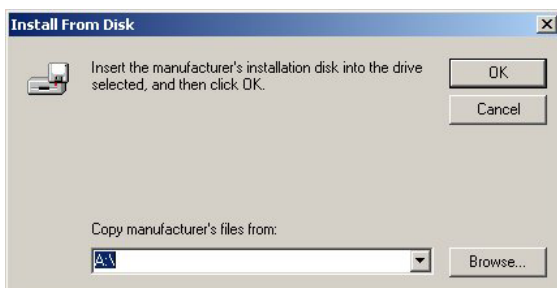 Install From Disk
Insert the manufacturer's installation disk into the drive
selected, and then click OK.
OK
Cancel
Copy manufacturer's files from:
A:\
Browse...